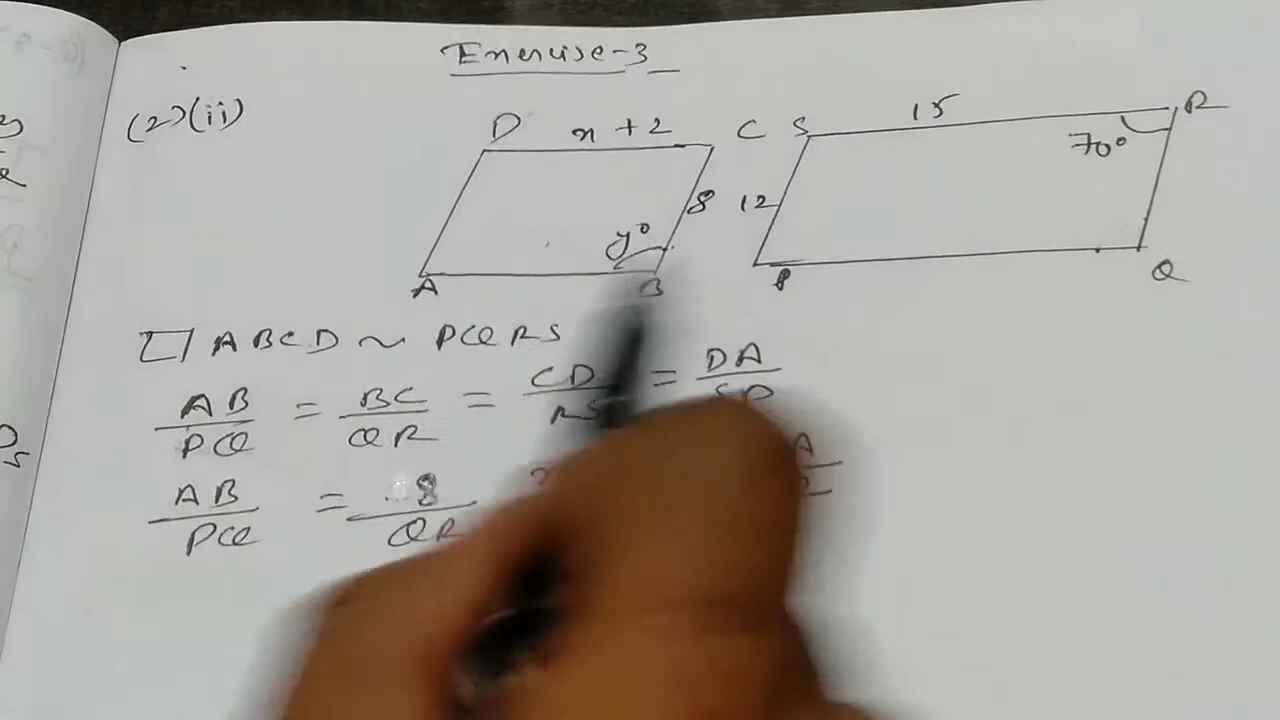 Exercise-3
(2)(ii)
D x + 2 C S 15 R
70°
8 12
y°
A B P Q
▱ ABCD ~ PQRS
AB/PQ = BC/QR = CD/RS = DA/SP
AB/PQ = 8/QR